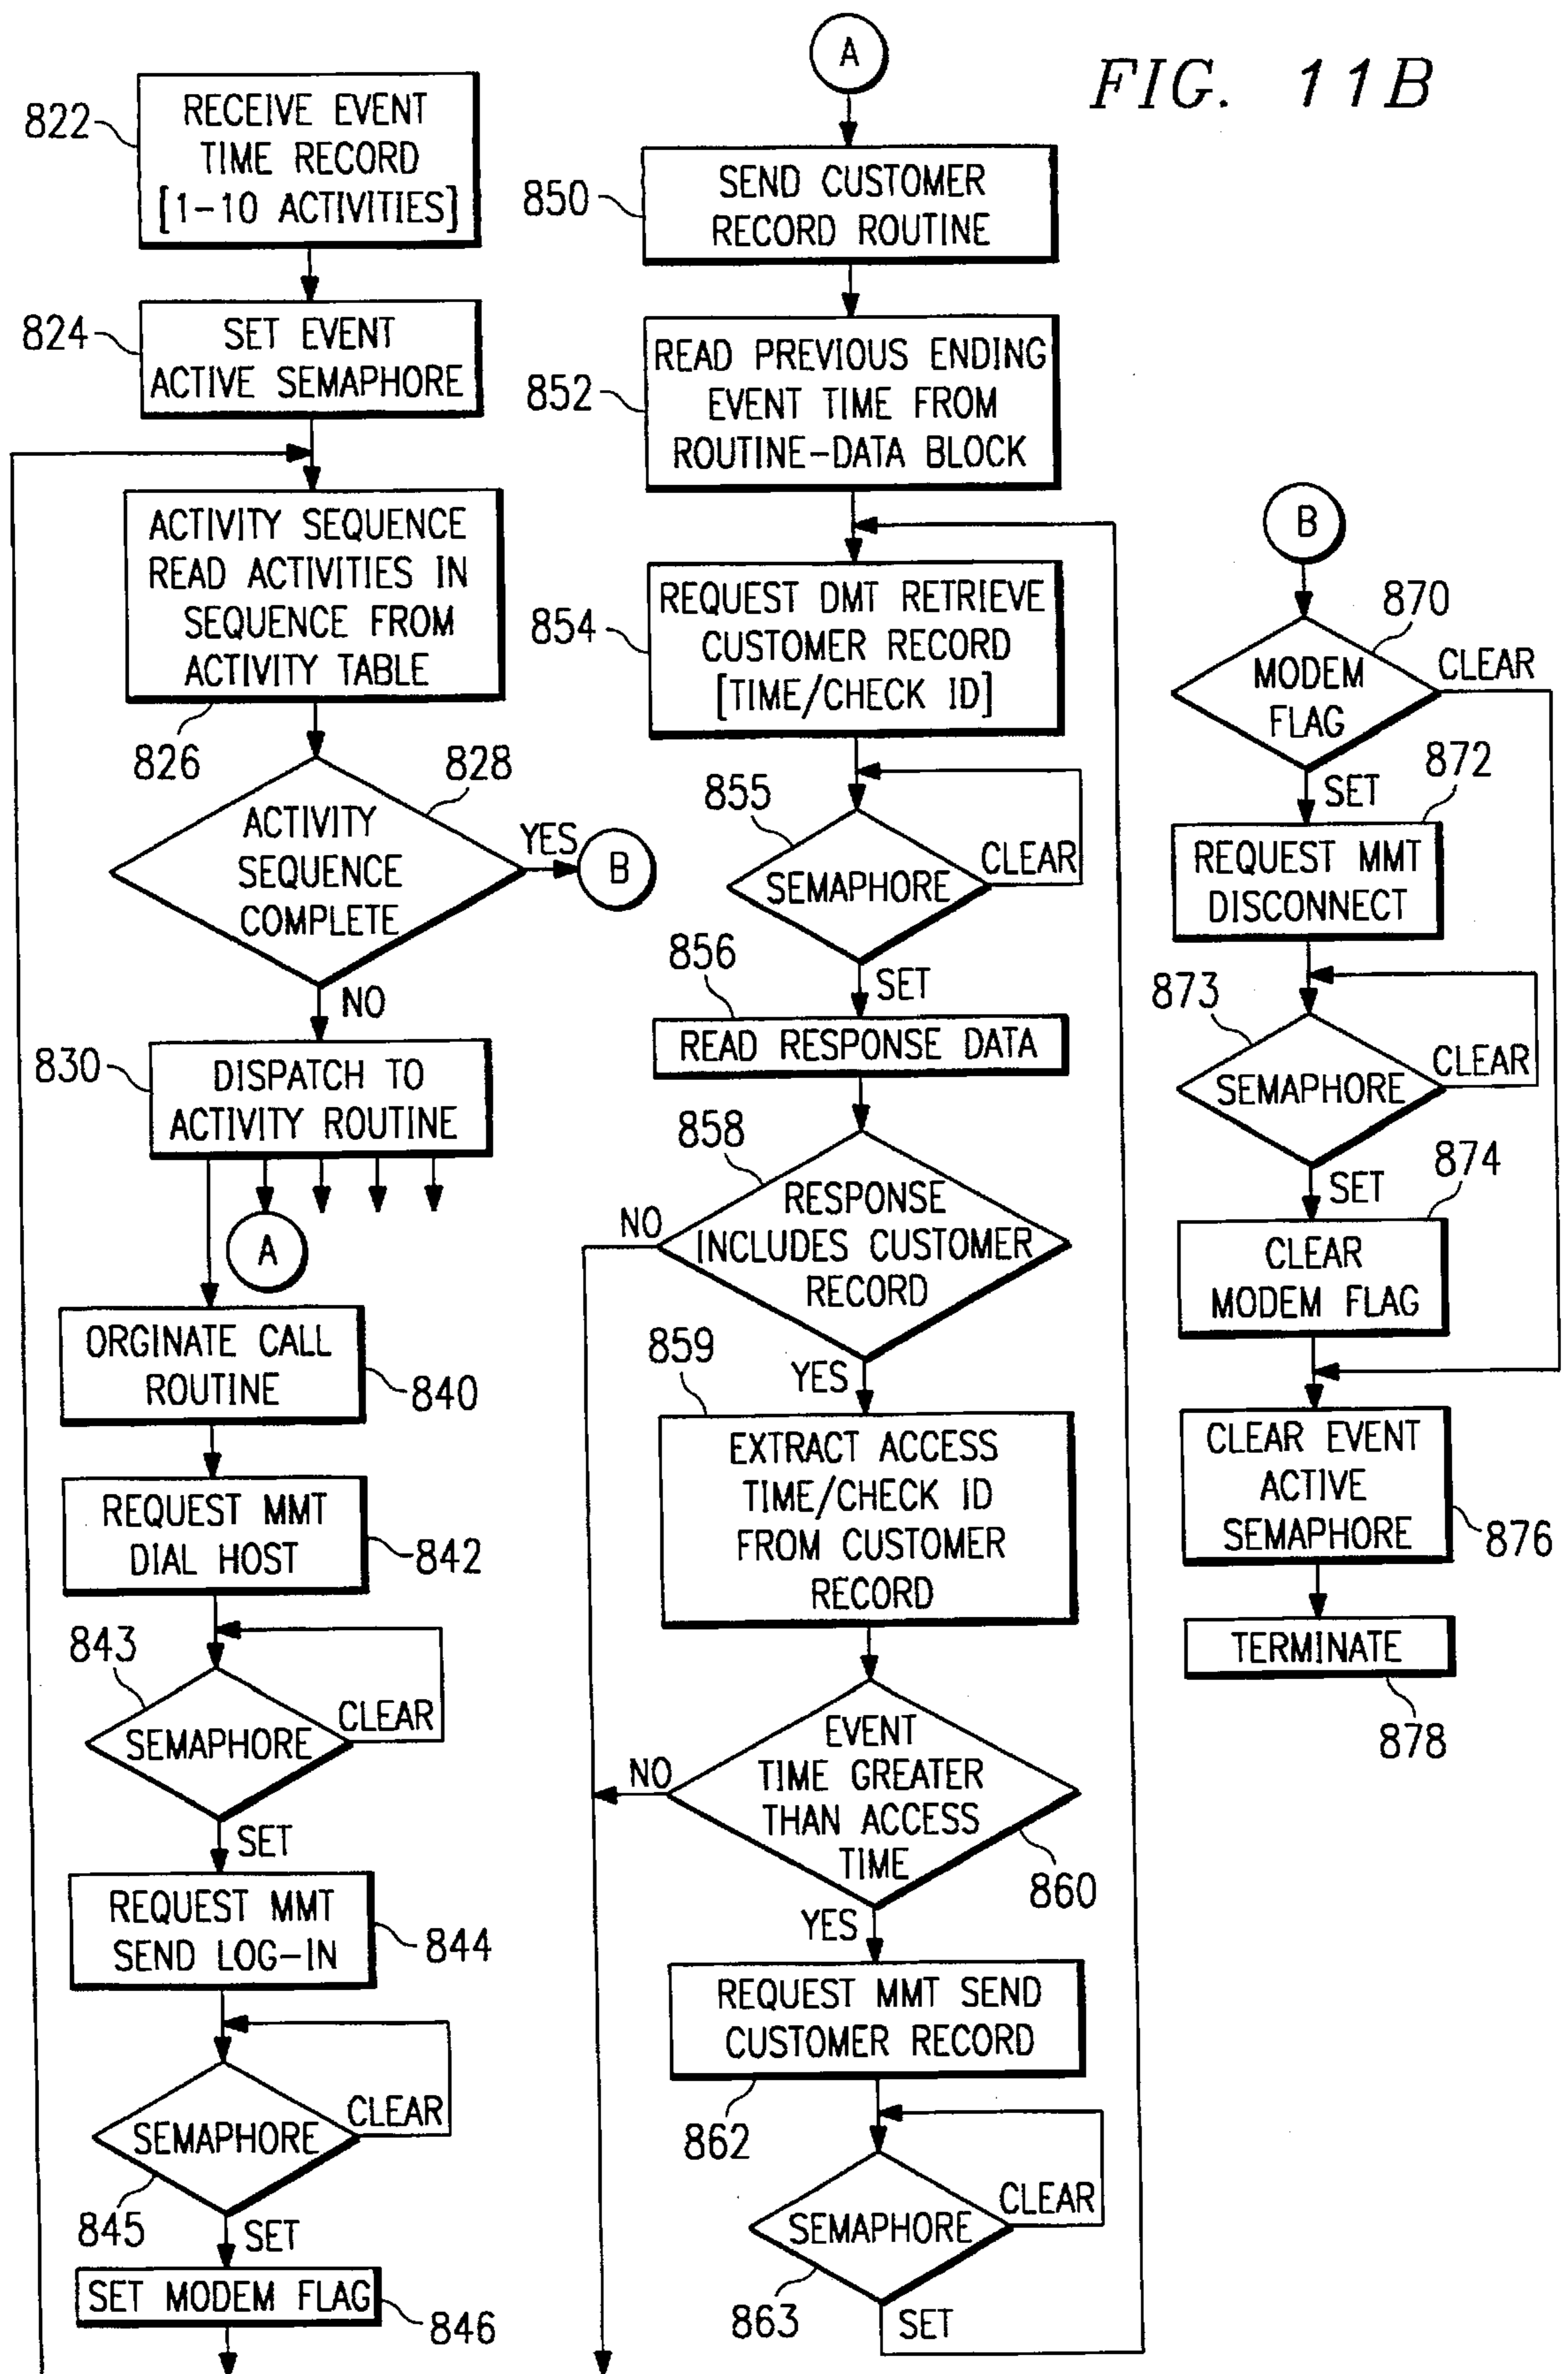 FIG. 11B
822
RECEIVE EVENT
TIME RECORD
[1-10 ACTIVITIES]
824
SET EVENT
ACTIVE SEMAPHORE
ACTIVITY SEQUENCE
READ ACTIVITIES IN
SEQUENCE FROM
ACTIVITY TABLE
826
828
ACTIVITY
SEQUENCE
COMPLETE
YES
B
NO
830
DISPATCH TO
ACTIVITY ROUTINE
A
ORGINATE CALL
ROUTINE
840
REQUEST MMT
DIAL HOST
842
843
SEMAPHORE
CLEAR
SET
REQUEST MMT
SEND LOG-IN
844
SEMAPHORE
CLEAR
845
SET
SET MODEM FLAG
846
A
850
SEND CUSTOMER
RECORD ROUTINE
852
READ PREVIOUS ENDING
EVENT TIME FROM
ROUTINE-DATA BLOCK
854
REQUEST DMT RETRIEVE
CUSTOMER RECORD
[TIME/CHECK ID]
855
SEMAPHORE
CLEAR
856
SET
READ RESPONSE DATA
858
NO
RESPONSE
INCLUDES CUSTOMER
RECORD
859
YES
EXTRACT ACCESS
TIME/CHECK ID
FROM CUSTOMER
RECORD
NO
EVENT
TIME GREATER
THAN ACCESS
TIME
860
YES
REQUEST MMT SEND
CUSTOMER RECORD
862
SEMAPHORE
CLEAR
863
SET
B
870
MODEM
FLAG
CLEAR
SET
872
REQUEST MMT
DISCONNECT
873
SEMAPHORE
CLEAR
SET
874
CLEAR
MODEM FLAG
CLEAR EVENT
ACTIVE
SEMAPHORE
876
TERMINATE
878